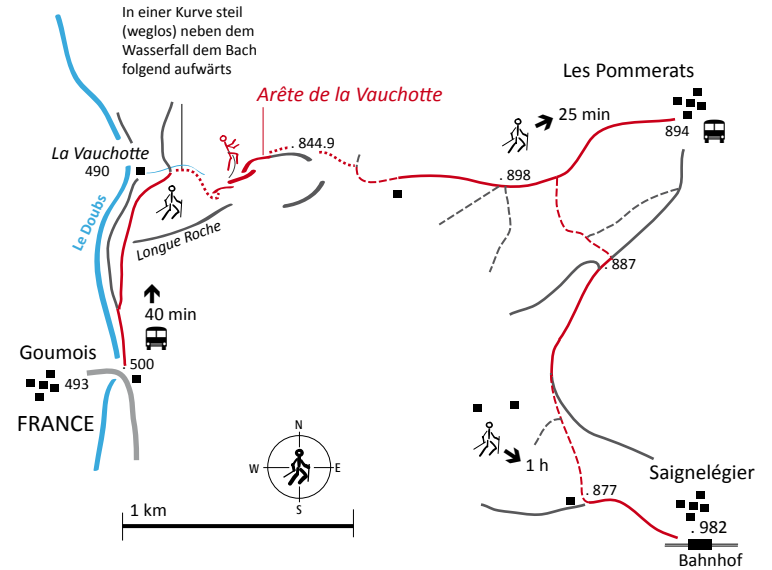 In einer Kurve steil
(weglos) neben dem
Wasserfall dem Bach
folgend aufwärts
Les Pommerats
Arête de la Vauchotte
25 min
894
. 844.9
La Vauchotte
490
. 898
Le Doubs
Longue Roche
. 887
40 min
Goumois
. 500
493
FRANCE
N
W
E
S
1 km
1 h
Saignelégier
. 877
. 982
Bahnhof